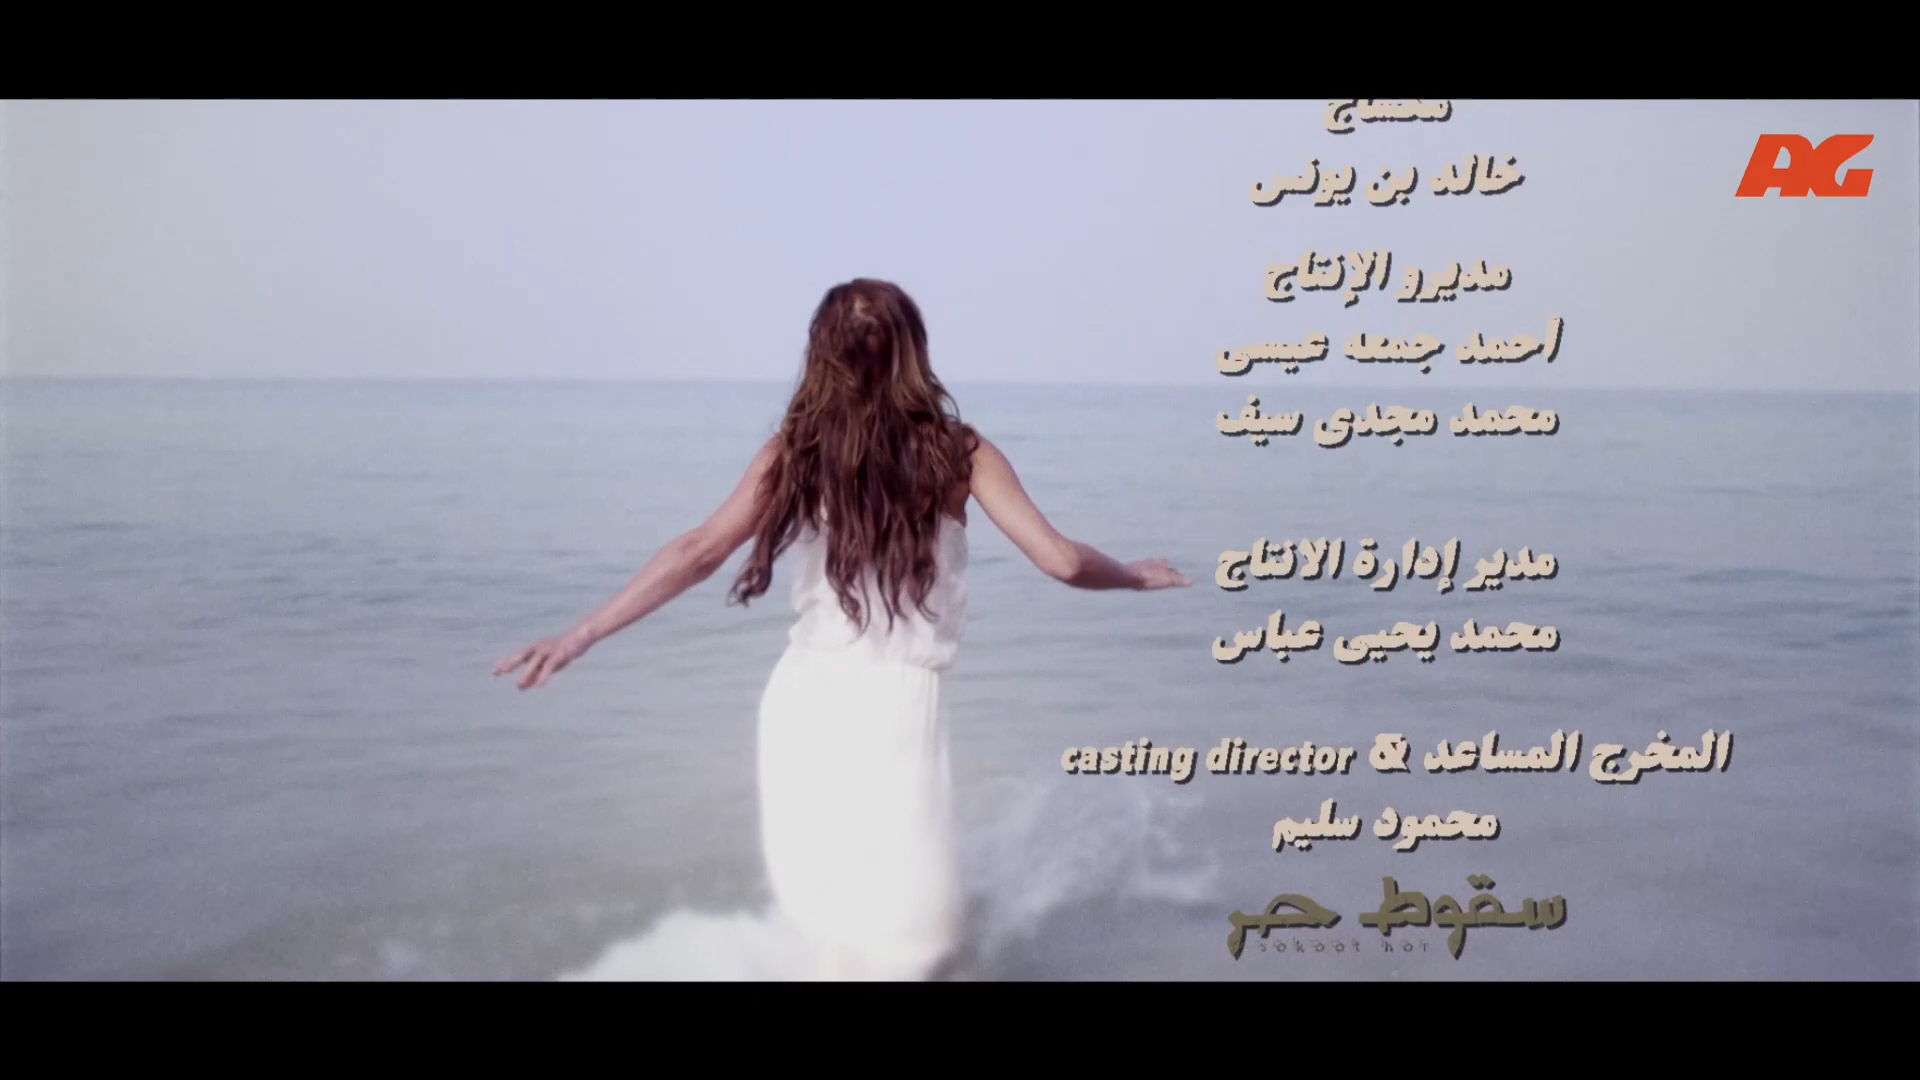 AG
خالد بن يونس
مديرو الإنتاج
أحمد جمعه عيسى
محمد مجدى سيف
مدير إدارة الانتاج
محمد يحيى عباس
المخرج المساعد & casting director
محمود سليم
سقوط حر
sokoot hor